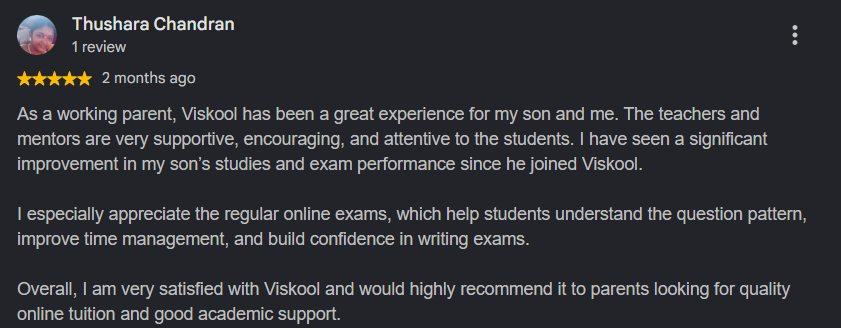 Thushara Chandran
1 review
2 months ago
As a working parent, Viskool has been a great experience for my son and me. The teachers and
mentors are very supportive, encouraging, and attentive to the students. I have seen a significant
improvement in my son’s studies and exam performance since he joined Viskool.
I especially appreciate the regular online exams, which help students understand the question pattern,
improve time management, and build confidence in writing exams.
Overall, I am very satisfied with Viskool and would highly recommend it to parents looking for quality
online tuition and good academic support.